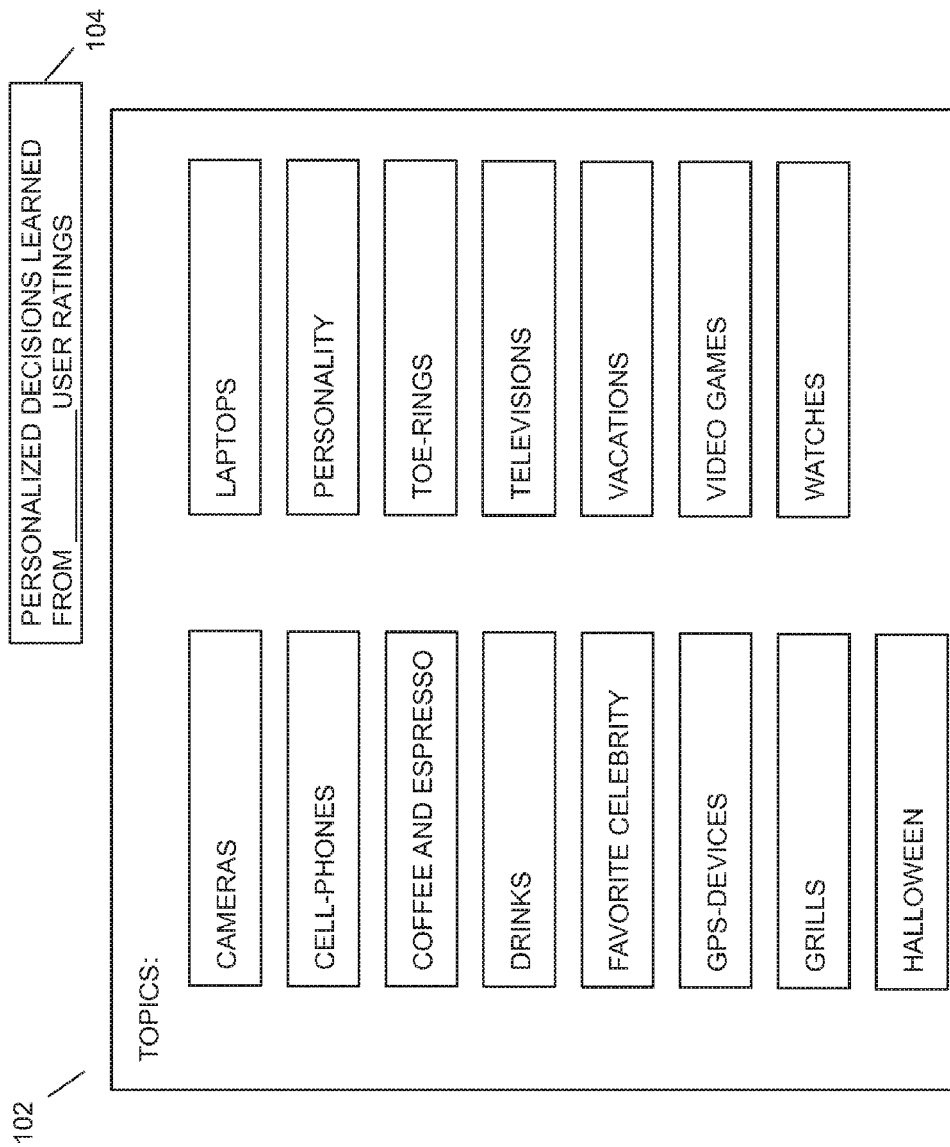 102
PERSONALIZED DECISIONS LEARNED
FROM ______ USER RATINGS
104
TOPICS:
CAMERAS
CELL-PHONES
COFFEE AND ESPRESSO
DRINKS
FAVORITE CELEBRITY
GPS-DEVICES
GRILLS
HALLOWEEN
LAPTOPS
PERSONALITY
TOE-RINGS
TELEVISIONS
VACATIONS
VIDEO GAMES
WATCHES